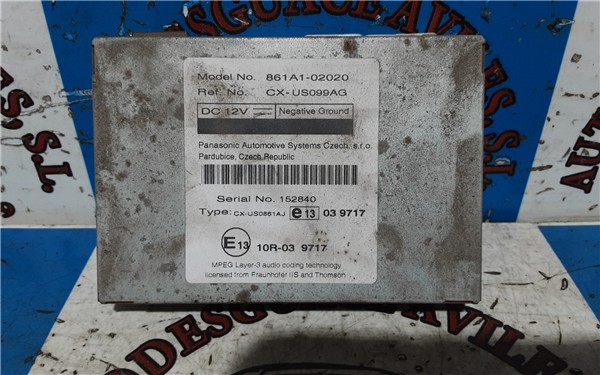 Model No. 861A1-02020
Ref. No. CX-US099AG
DC 12V Negative Ground
Panasonic Automotive Systems Czech, s.r.o.
Pardubice, Czech Republic
Serial No. 152840
Type: CX-US0861AJ e13 03 9717
E13 10R-03 9717
MPEG Layer-3 audio coding technology
licensed from Fraunhofer IIS and Thomson
ODESGUACE AVILE
S.L.